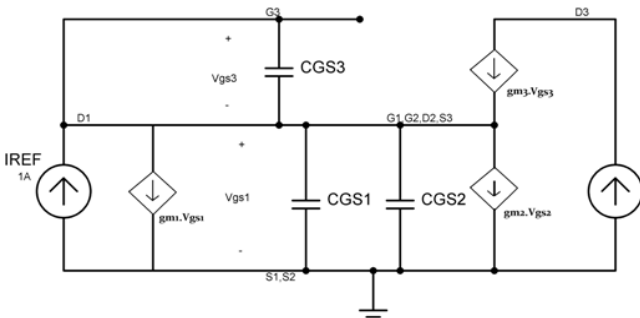 G3
D3
+
Vgs3
-
CGS3
gm3.Vgs3
D1
G1,G2,D2,S3
IREF
1A
+
Vgs1
-
gm1.Vgs1
CGS1
CGS2
gm2.Vgs2
S1,S2